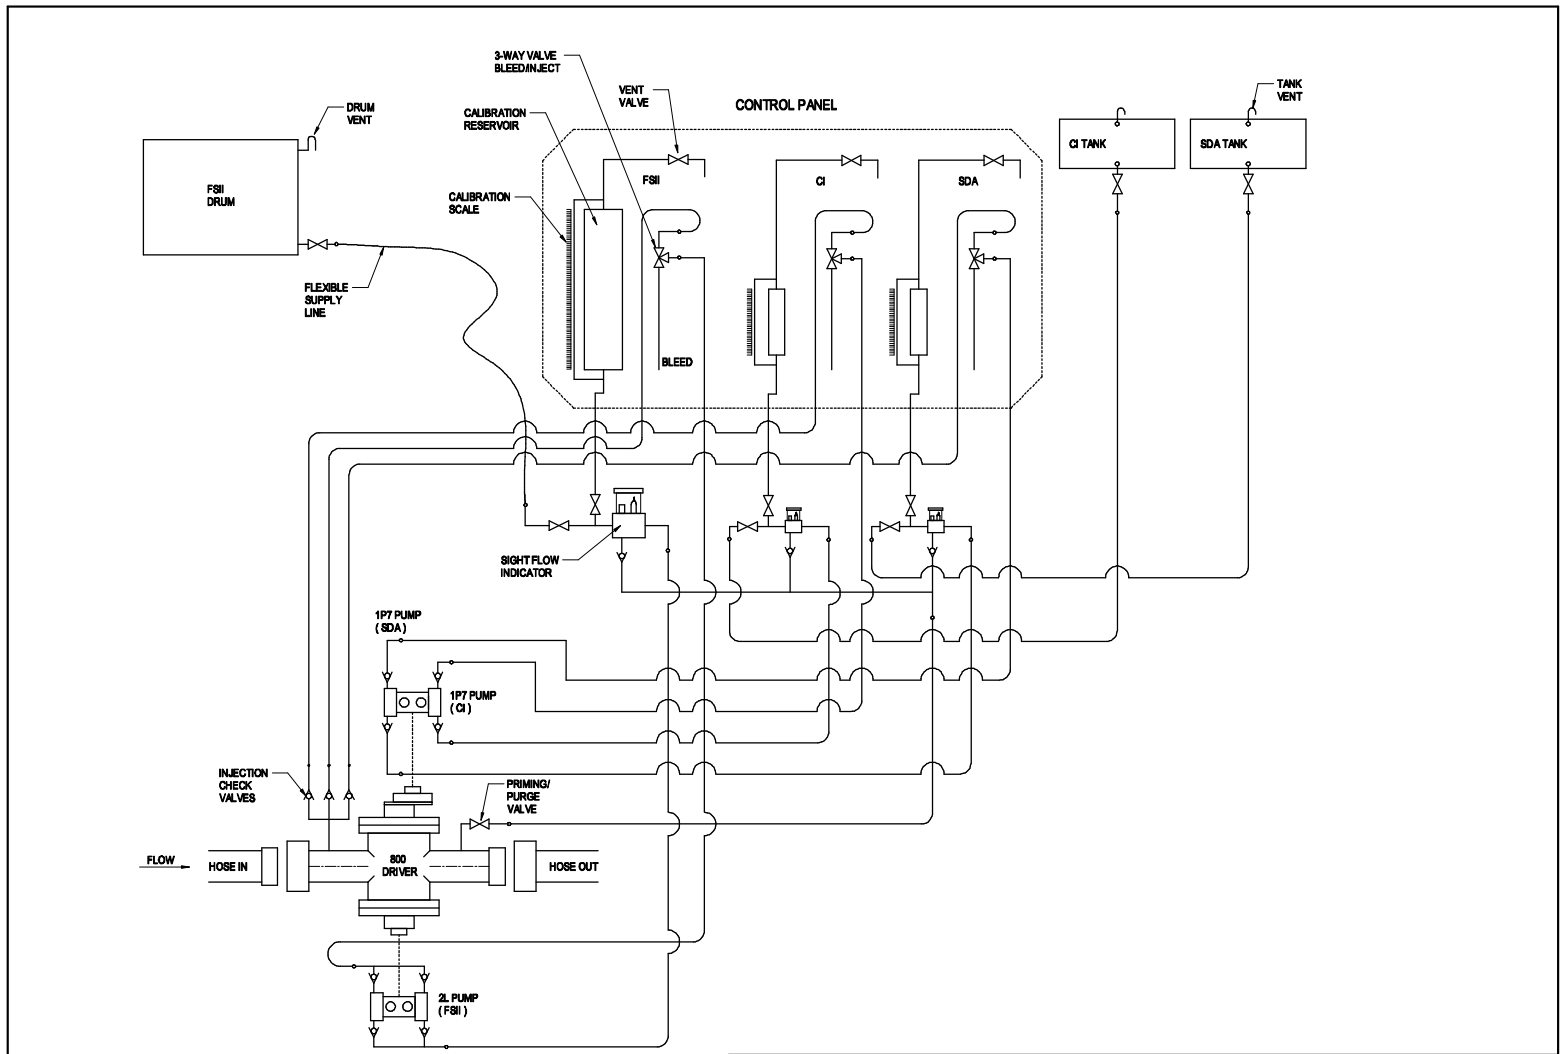 3-WAY VALVE
BLEED/INJECT
VENT
VALVE
CONTROL PANEL
TANK
VENT
DRUM
VENT
CALIBRATION
RESERVOIR
CI TANK
SDA TANK
FSII
DRUM
FSII
CI
SDA
CALIBRATION
SCALE
FLEXIBLE
SUPPLY
LINE
BLEED
SIGHT FLOW
INDICATOR
1P7 PUMP
( SDA )
1P7 PUMP
( CI )
INJECTION
CHECK
VALVES
PRIMING/
PURGE
VALVE
FLOW
HOSE IN
800
DRIVER
HOSE OUT
2L PUMP
( FSII )